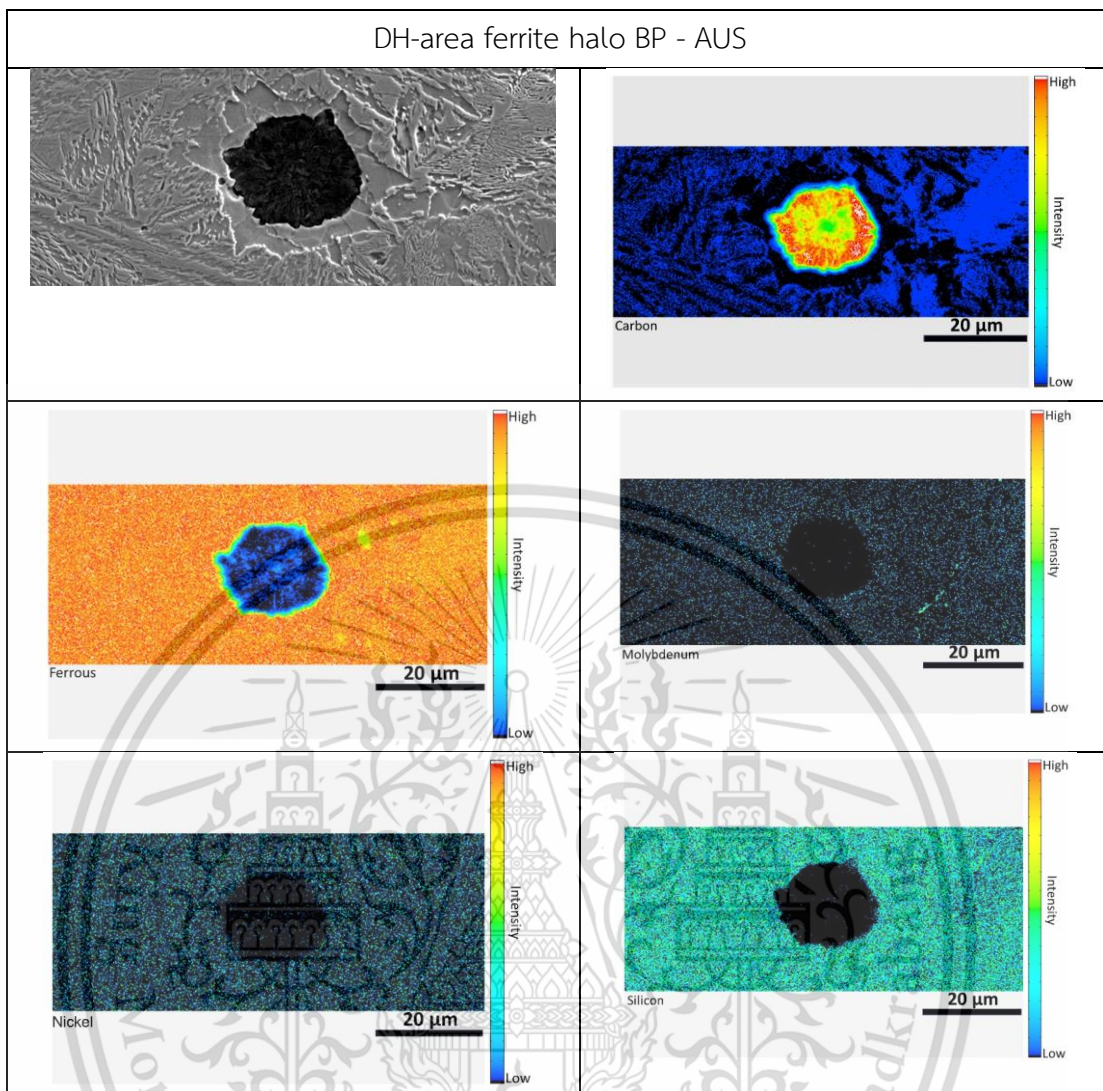 DH-area ferrite halo BP - AUS
High
Intensity
Low
Carbon
20 µm
High
Intensity
Low
Ferrous
20 µm
High
Intensity
Low
Molybdenum
20 µm
High
Intensity
Low
Nickel
20 µm
High
Intensity
Low
Silicon
20 µm